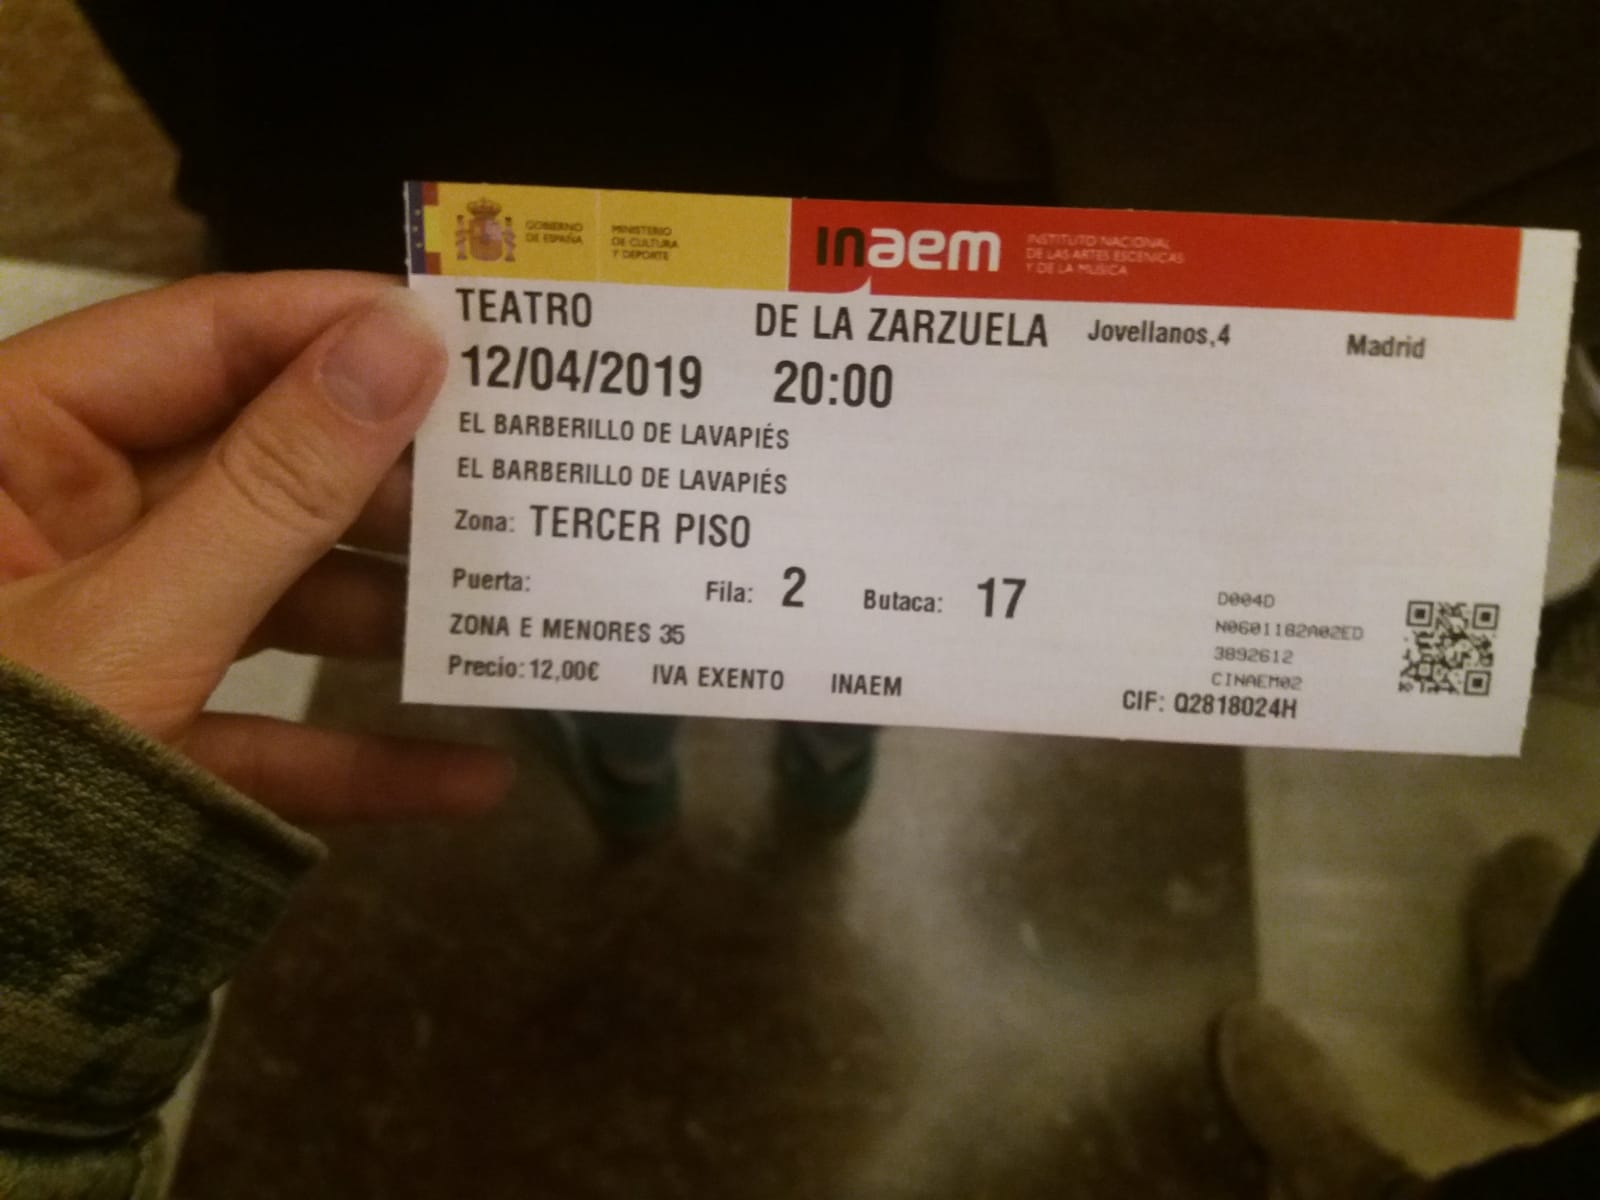 GOBIERNO
DE ESPAÑA
MINISTERIO
DE CULTURA
Y DEPORTE
inaem
INSTITUTO NACIONAL
DE LAS ARTES ESCÉNICAS
Y DE LA MÚSICA
TEATRO DE LA ZARZUELA Jovellanos,4 Madrid
12/04/2019 20:00
EL BARBERILLO DE LAVAPIÉS
EL BARBERILLO DE LAVAPIÉS
Zona: TERCER PISO
Puerta: Fila: 2 Butaca: 17
ZONA E MENORES 35
Precio: 12,00€ IVA EXENTO INAEM
D004D
N0601182A02ED
3892612
CINAEM02
CIF: Q2818024H